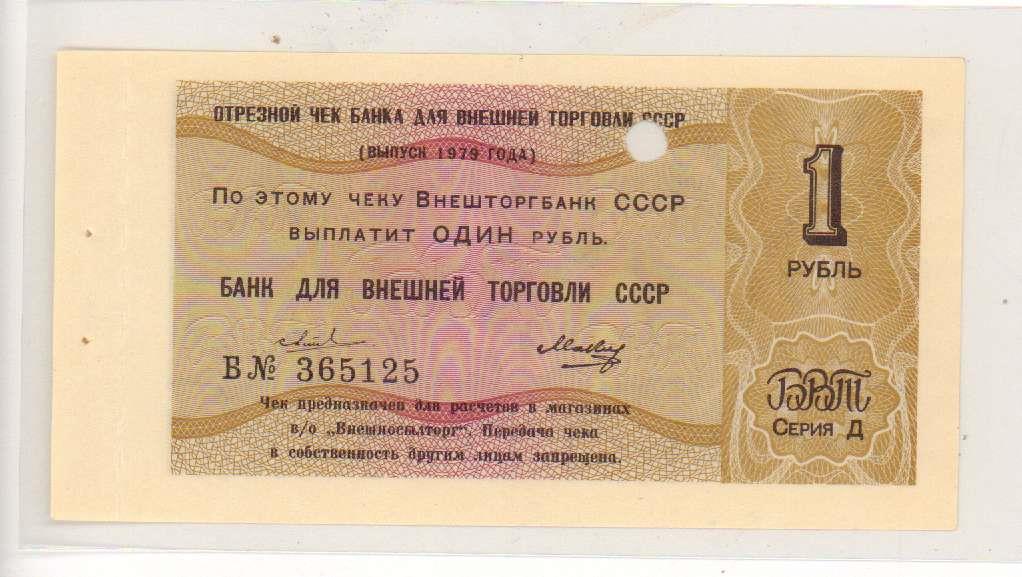 ОТРЕЗНОЙ ЧЕК БАНКА ДЛЯ ВНЕШНЕЙ ТОРГОВЛИ СССР
(ВЫПУСК 1979 ГОДА)
ПО ЭТОМУ ЧЕКУ ВНЕШТОРГБАНК СССР
ВЫПЛАТИТ ОДИН РУБЛЬ.
БАНК ДЛЯ ВНЕШНЕЙ ТОРГОВЛИ СССР
Б№ 365125
Чек предназначен для расчетов в магазинах
в/о „Внешпосылторг“. Передача чека
в собственность другим лицам запрещена.
1
РУБЛЬ
БВТ
СЕРИЯ Д